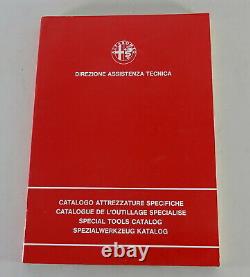 DIREZIONE ASSISTENZA TECNICA
CATALOGO ATTREZZATURE SPECIFICHE
CATALOGUE DE L'OUTILLAGE SPECIALISE
SPECIAL TOOLS CATALOG
SPEZIALWERKZEUG KATALOG